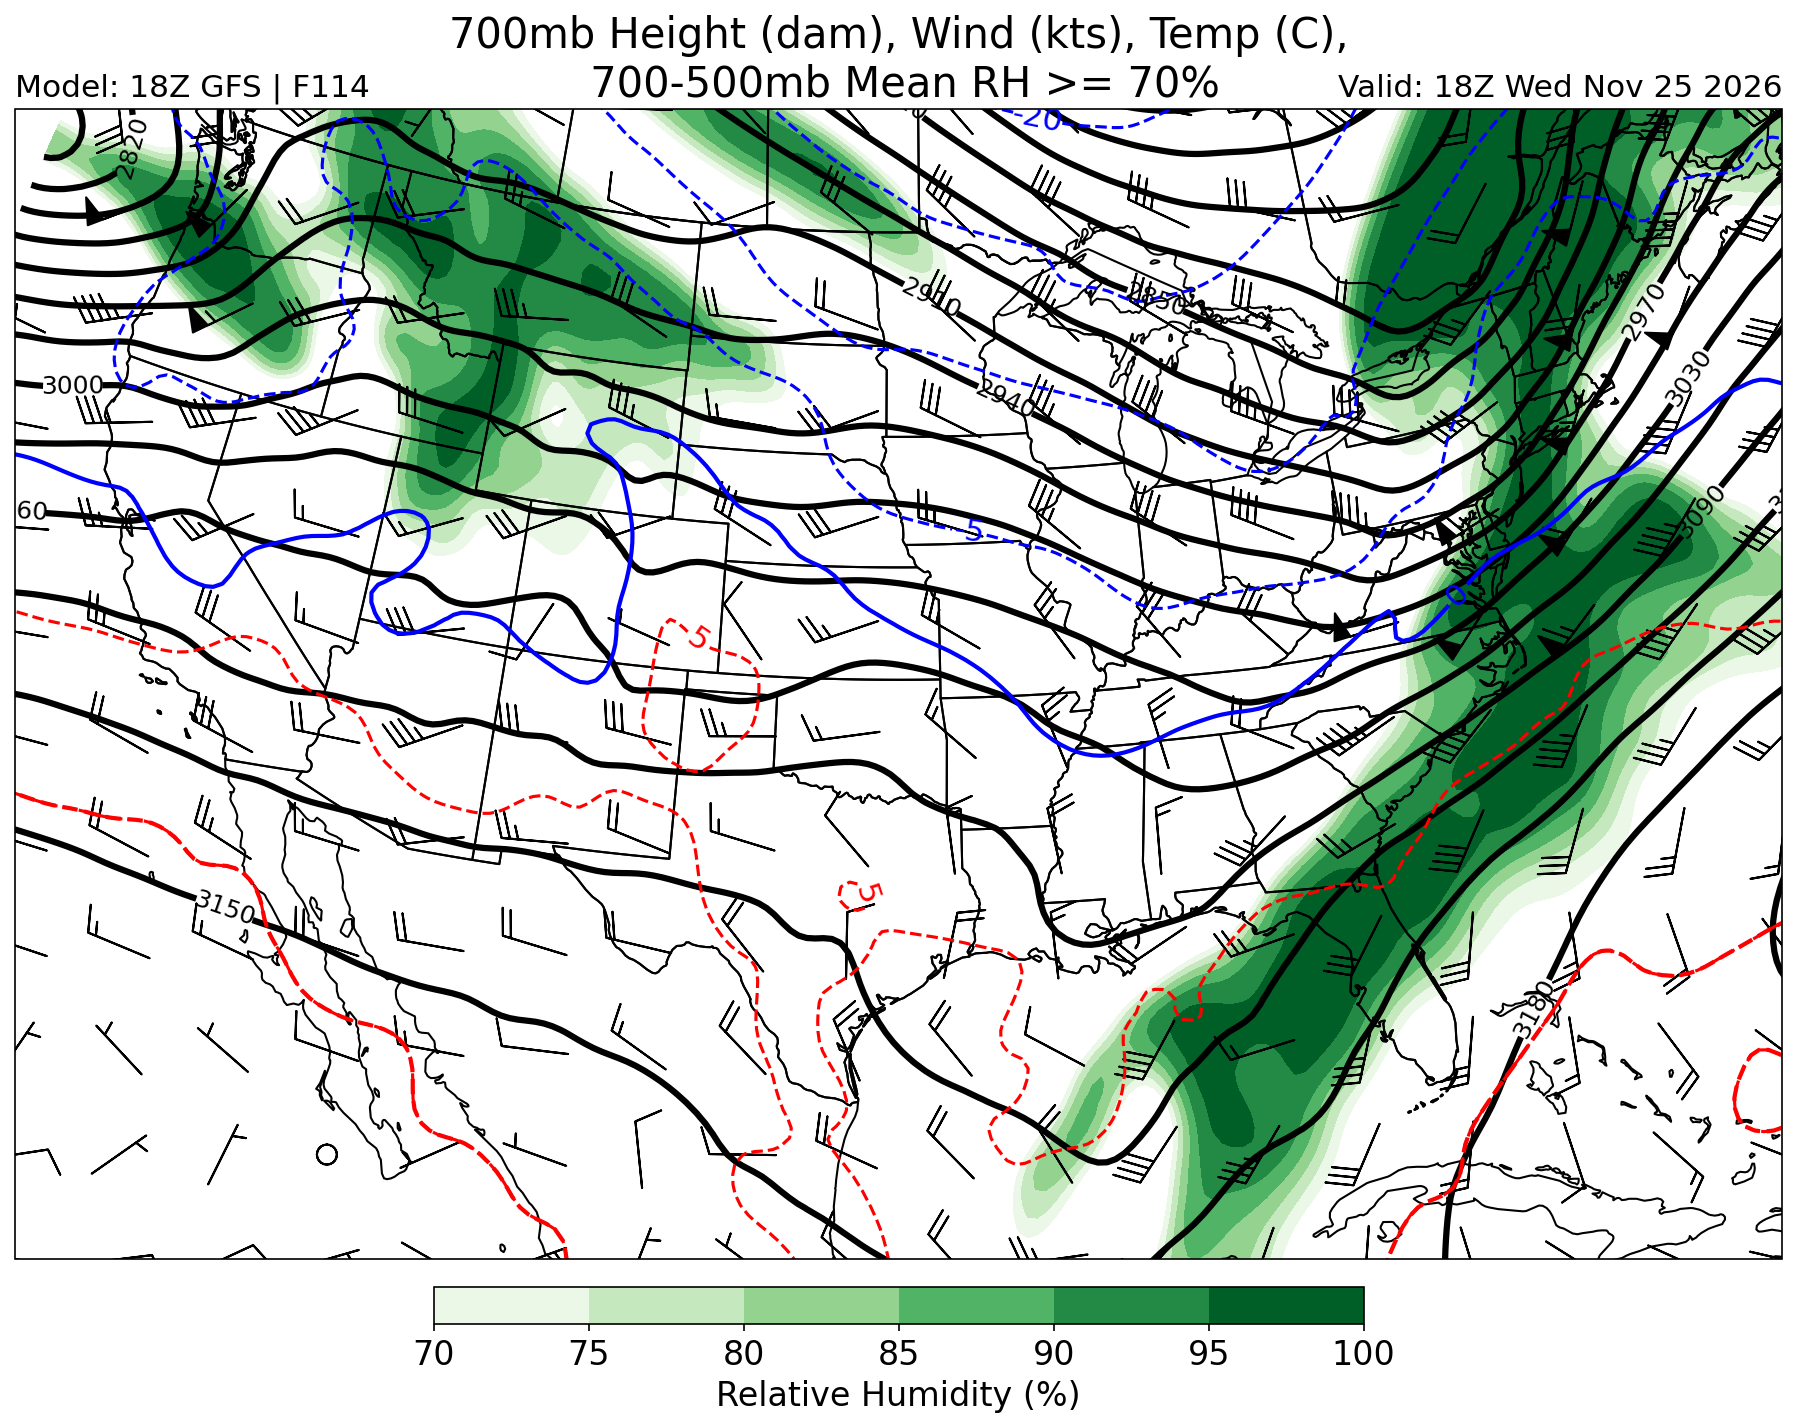 700mb Height (dam), Wind (kts), Temp (C),
700-500mb Mean RH >= 70%
Model: 18Z GFS | F114
Valid: 18Z Wed Nov 25 2026
2820
-20
2910
2850
2970
3000
2940
3030
60
-5
3090
0
5
5
3150
3180
70 75 80 85 90 95 100
Relative Humidity (%)